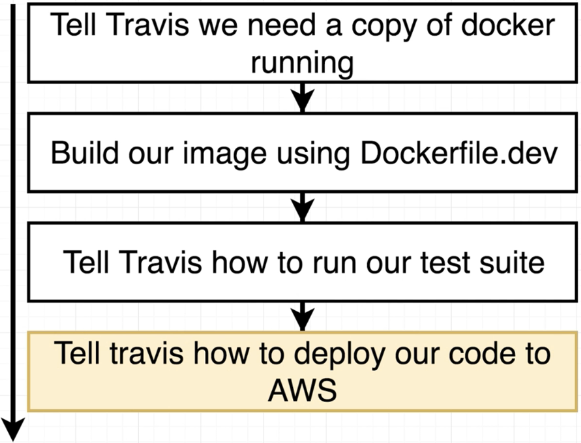 Tell Travis we need a copy of docker
running
Build our image using Dockerfile.dev
Tell Travis how to run our test suite
Tell travis how to deploy our code to
AWS